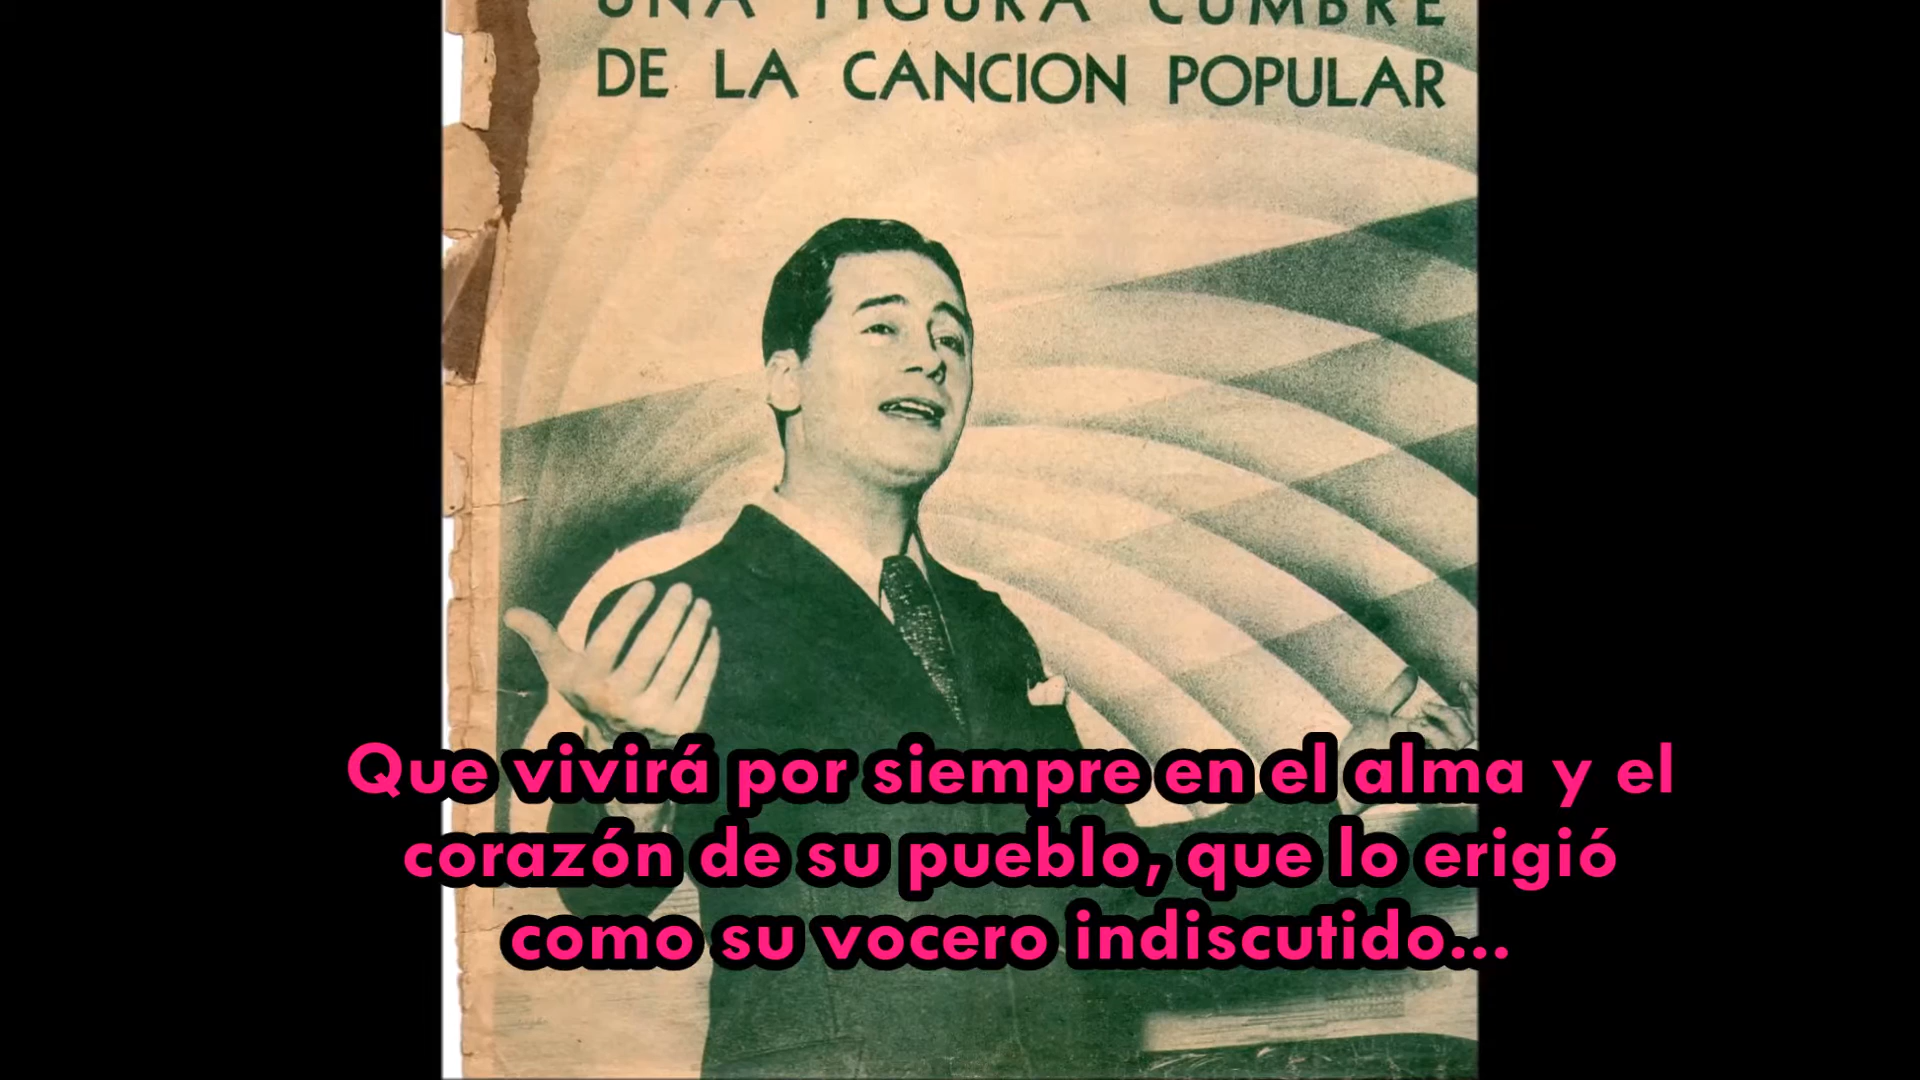 UNA FIGURA CUMBRE
DE LA CANCION POPULAR
Que vivirá por siempre en el alma y el
corazón de su pueblo, que lo erigió
como su vocero indiscutido...